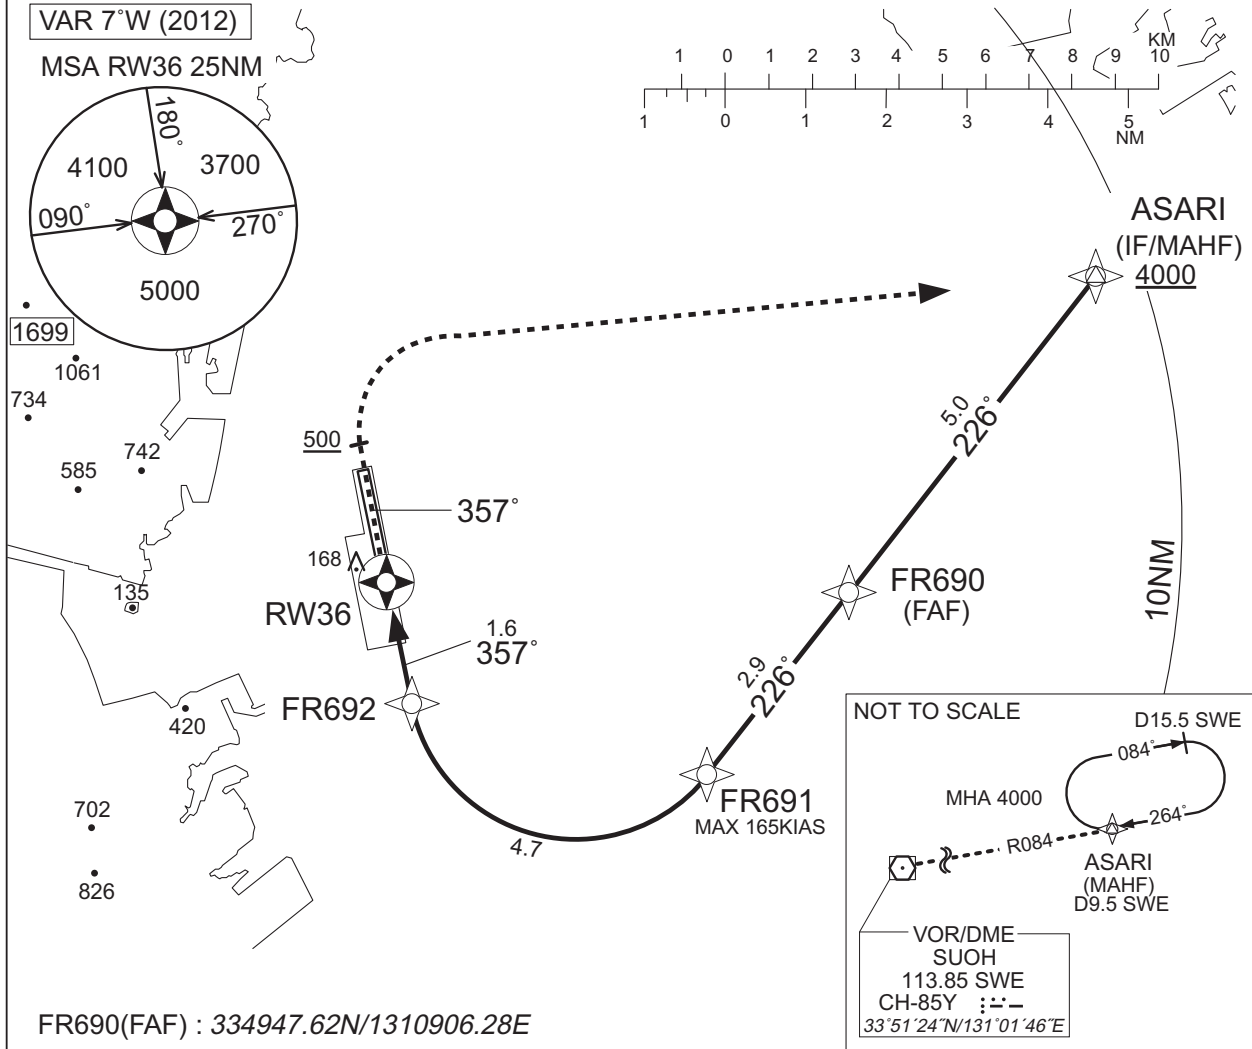 VAR 7°W (2012)
MSA RW36 25NM
180°
4100
3700
090°
270°
5000
1699
1061
734
742
585
135
420
702
826
1 0 1 2 3 4 5 6 7 8 9 10
KM
1 0 1 2 3 4 5
NM
ASARI
(IF/MAHF)
4000
5.0
226°
500
357°
168
RW36
1.6
357°
FR690
(FAF)
10NM
2.9
226°
FR692
FR691
MAX 165KIAS
4.7
NOT TO SCALE
D15.5 SWE
084°
MHA 4000
264°
R084
ASARI
(MAHF)
D9.5 SWE
VOR/DME
SUOH
113.85 SWE
CH-85Y
33°51′24″N/131°01′46″E
FR690(FAF) : 334947.62N/1310906.28E